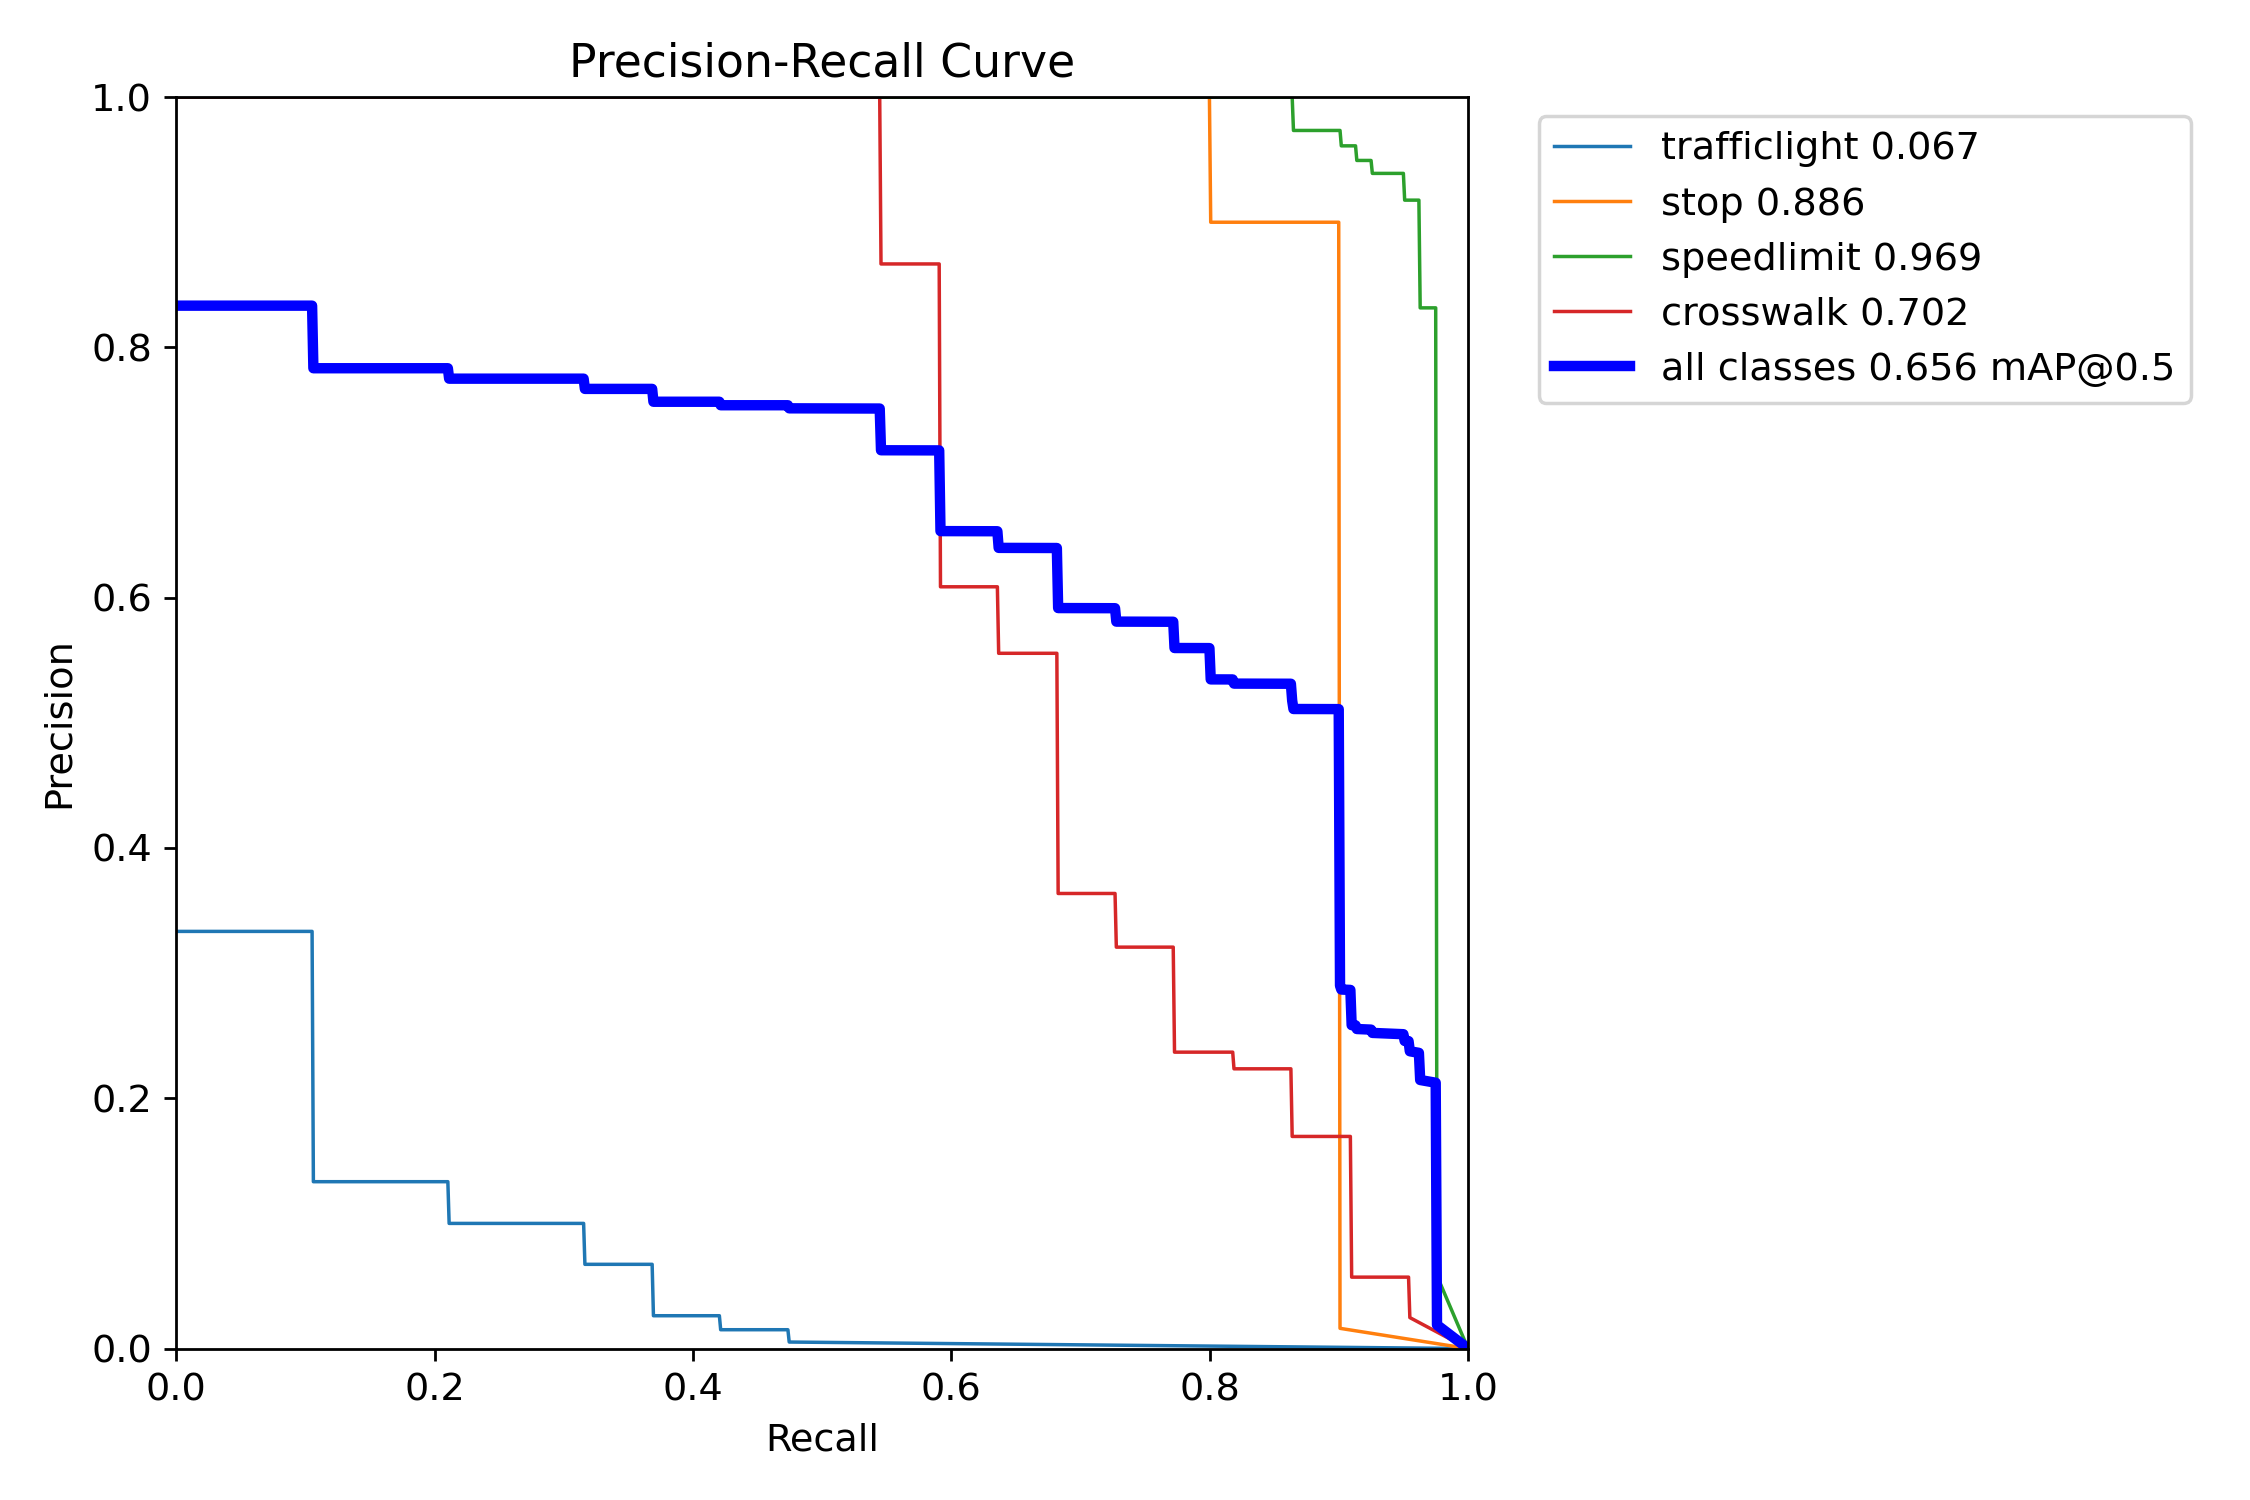 Precision-Recall Curve
1.0
0.8
0.6
0.4
0.2
0.0
Precision
0.0 0.2 0.4 0.6 0.8 1.0
Recall
trafficlight 0.067
stop 0.886
speedlimit 0.969
crosswalk 0.702
all classes 0.656 mAP@0.5